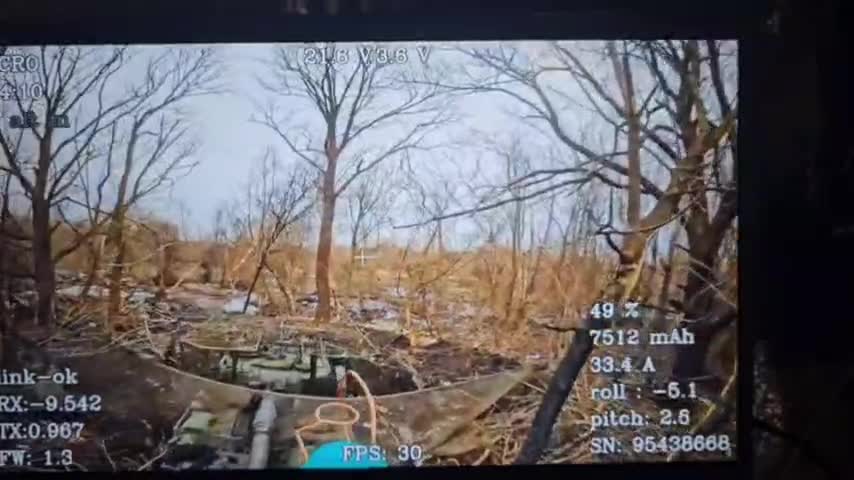 CRO
21.6 V3.6 V
4:10
49 %
7512 mAh
33.4 A
roll : -5.1
pitch: 2.6
SN: 95438668
link-ok
RX:-9.542
TX:0.967
FW: 1.3
FPS: 30